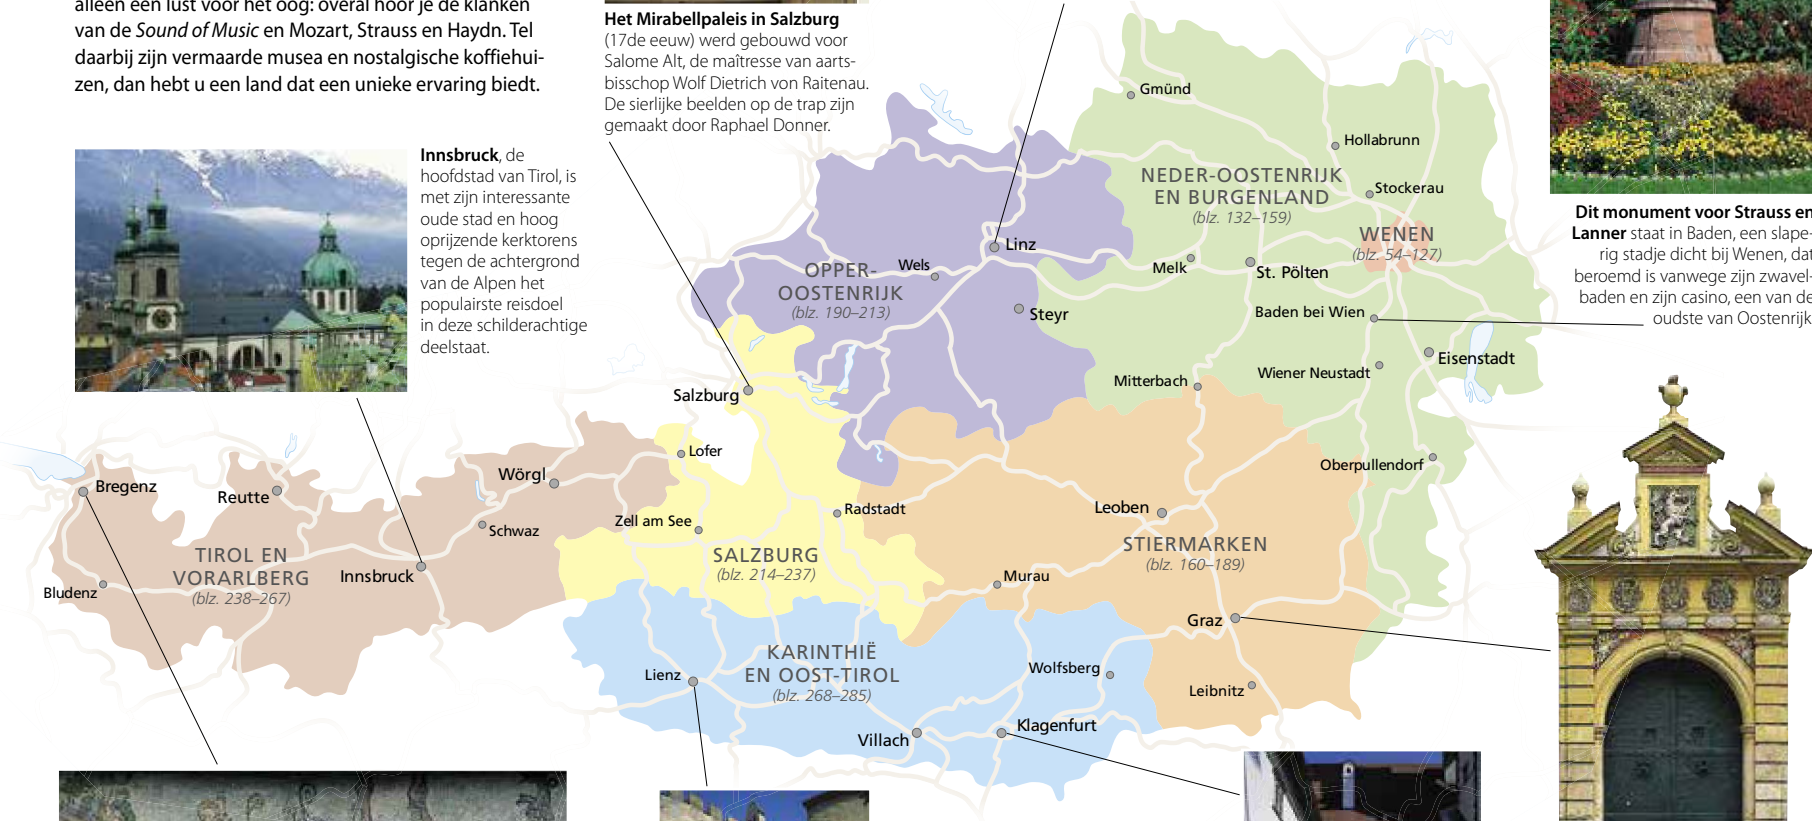 alleen een lust voor het oog: overal hoor je de klanken
van de Sound of Music en Mozart, Strauss en Haydn. Tel
daarbij zijn vermaarde musea en nostalgische koffiehui-
zen, dan hebt u een land dat een unieke ervaring biedt.
Het Mirabellpaleis in Salzburg
(17de eeuw) werd gebouwd voor
Salome Alt, de maîtresse van aarts-
bisschop Wolf Dietrich von Raitenau.
De sierlijke beelden op de trap zijn
gemaakt door Raphael Donner.
Innsbruck, de
hoofdstad van Tirol, is
met zijn interessante
oude stad en hoog
oprijzende kerktorens
tegen de achtergrond
van de Alpen het
populairste reisdoel
in deze schilderachtige
deelstaat.
Dit monument voor Strauss en
Lanner staat in Baden, een slape-
rig stadje dicht bij Wenen, dat
beroemd is vanwege zijn zwavel-
baden en zijn casino, een van de
oudste van Oostenrijk
Gmünd
Hollabrunn
NEDER-OOSTENRIJK
EN BURGENLAND
(blz. 132–159)
Stockerau
WENEN
(blz. 54–127)
Linz
Wels
OPPER-
OOSTENRIJK
(blz. 190–213)
Melk
St. Pölten
Steyr
Baden bei Wien
Eisenstadt
Wiener Neustadt
Mitterbach
Salzburg
Lofer
Wörgl
Bregenz
Reutte
Schwaz
Zell am See
Radstadt
Leoben
Oberpullendorf
TIROL EN
VORARLBERG
(blz. 238–267)
Innsbruck
Bludenz
SALZBURG
(blz. 214–237)
STIERMARKEN
(blz. 160–189)
Murau
Graz
KARINTHIË
EN OOST-TIROL
(blz. 268–285)
Lienz
Wolfsberg
Leibnitz
Klagenfurt
Villach